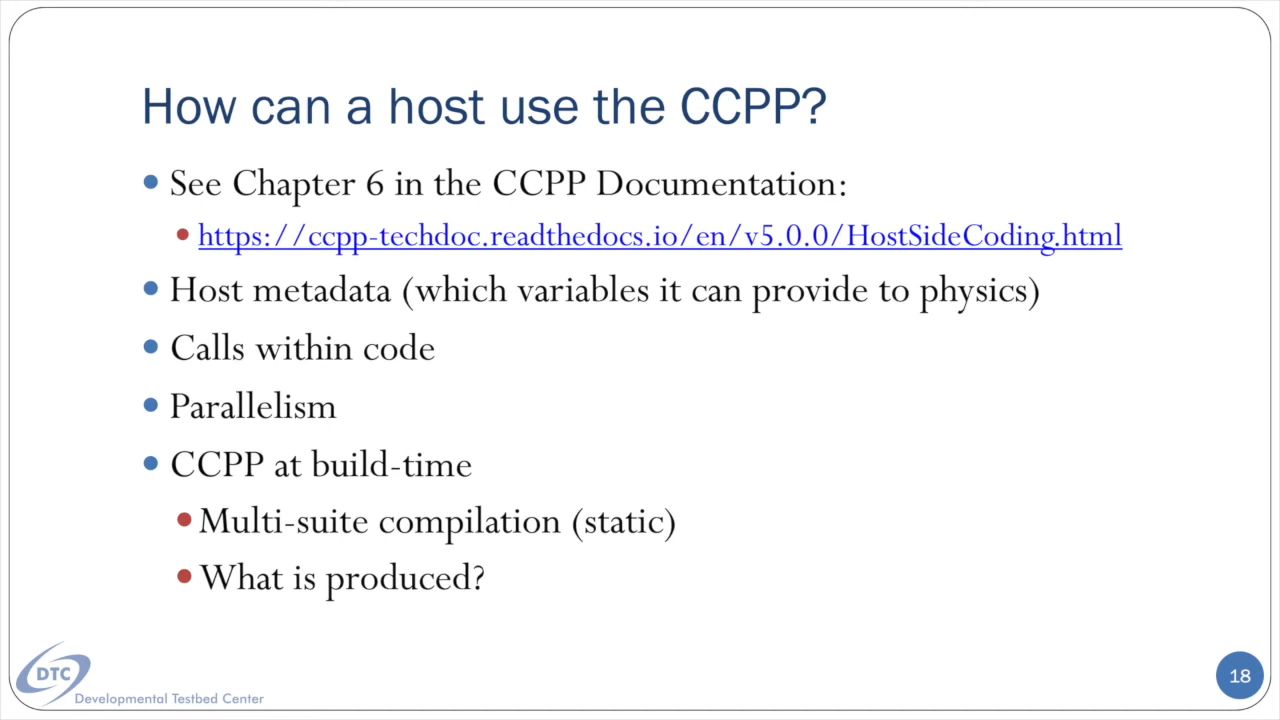 How can a host use the CCPP?
• See Chapter 6 in the CCPP Documentation:
• https://ccpp-techdoc.readthedocs.io/en/v5.0.0/HostSideCoding.html
• Host metadata (which variables it can provide to physics)
• Calls within code
• Parallelism
• CCPP at build-time
• Multi-suite compilation (static)
• What is produced?
DTC
Developmental Testbed Center
18